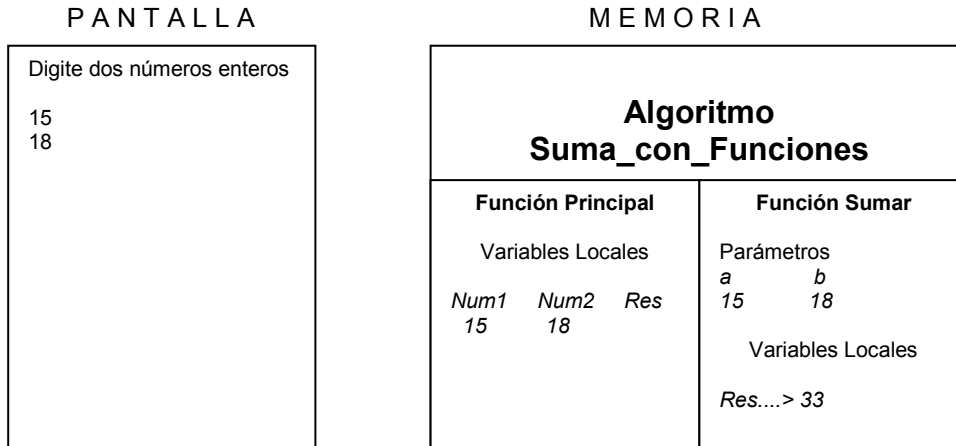 P A N T A L L A
Digite dos números enteros
15
18
M E M O R I A
Algoritmo
Suma_con_Funciones
Función Principal
Variables Locales
Num1 Num2 Res
15 18
Función Sumar
Parámetros
a b
15 18
Variables Locales
Res....> 33